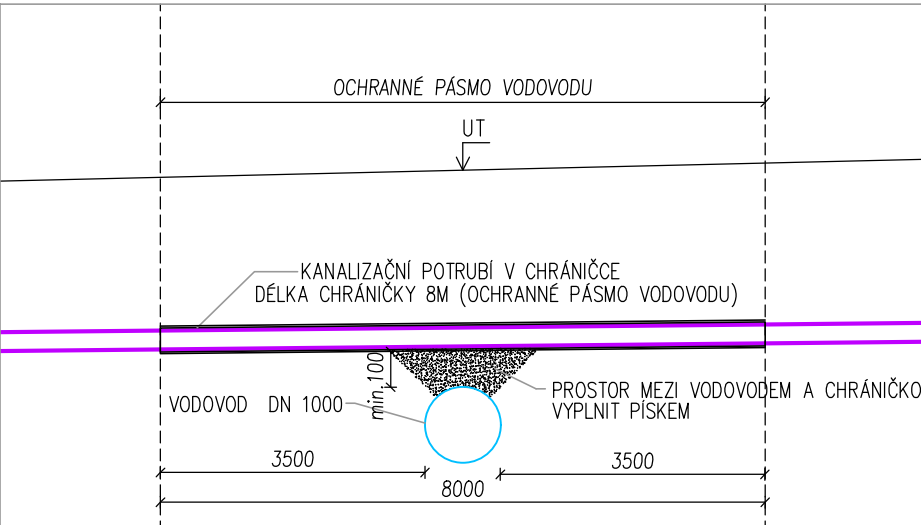 OCHRANNÉ PÁSMO VODOVODU
UT
KANALIZAČNÍ POTRUBÍ V CHRÁNIČCE
DÉLKA CHRÁNIČKY 8M (OCHRANNÉ PÁSMO VODOVODU)
min. 100
PROSTOR MEZI VODOVODEM A CHRÁNIČKO
VYPLNIT PÍSKEM
VODOVOD DN 1000
3500
3500
8000